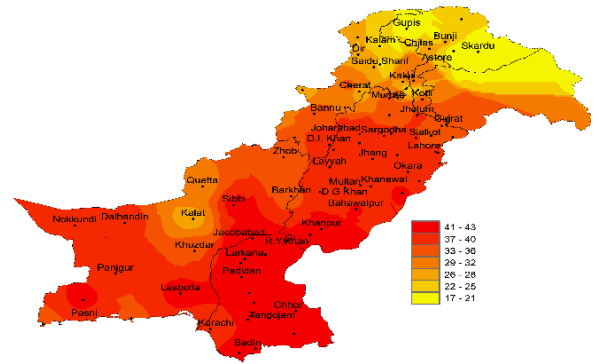 Gupis
Kalam
Chilas
Bunji
Skardu
Dir
Astore
Saidu Sharif
Cherat
Kakul
Murree
Kotli
Bannu
Jhelum
Gujrat
Joharabad
Sargodha
Sialkot
D.I. Khan
Lahore
Zhob
Layyah
Jhang
Okara
Quetta
Multan
Khanewal
Barkhan
D.G.khan
Sibbi
Bahawalpur
Kalat
Nokkundi
Dalbandin
Khanpur
Jacobabad
R.Y.Khan
Khuzdar
Larkana
Panjgur
Padidan
Lasbella
Pasni
Chhor
Tandojam
Karachi
Badin
41 - 43
37 - 40
33 - 36
29 - 32
26 - 28
22 - 25
17 - 21